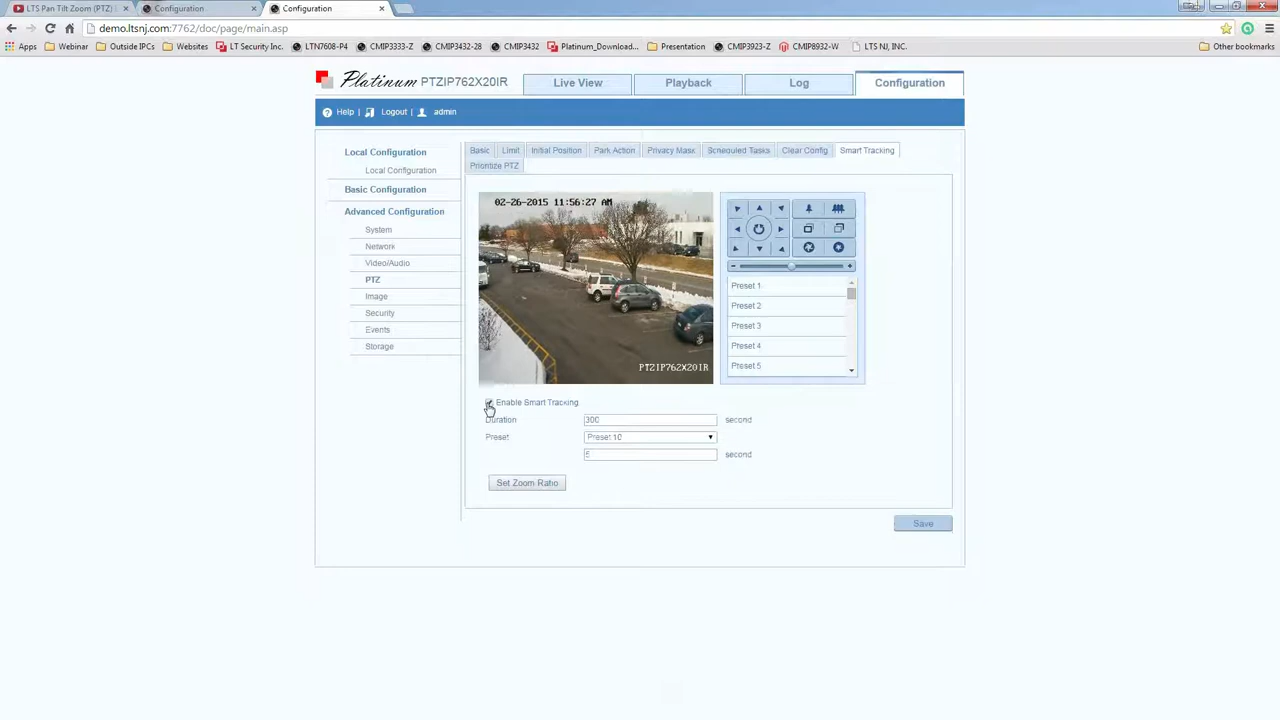 LTS Pan Tilt Zoom (PTZ) × Configuration × Configuration ×
demo.ltsnj.com:7762/doc/page/main.asp
Apps Webinar Outside IPCs Websites LT Security Inc. LTN7608-P4 CMIP3333-Z CMIP3432-28 CMIP3432 Platinum_Download... Presentation CMIP3923-Z CMIP8932-W LTS NJ, INC. Other bookmarks
Platinum PTZIP762X20IR Live View Playback Log Configuration
Help | Logout | admin
Local Configuration
Local Configuration
Basic Configuration
Advanced Configuration
System
Network
Video/Audio
PTZ
Image
Security
Events
Storage
Basic Limit Initial Position Park Action Privacy Mask Scheduled Tasks Clear Config Smart Tracking
Prioritize PTZ
02-26-2015 11:56:27 AM
PTZIP762X20IR
Preset 1
Preset 2
Preset 3
Preset 4
Preset 5
Enable Smart Tracking
Duration 300 second
Preset Preset 10
5 second
Set Zoom Ratio
Save